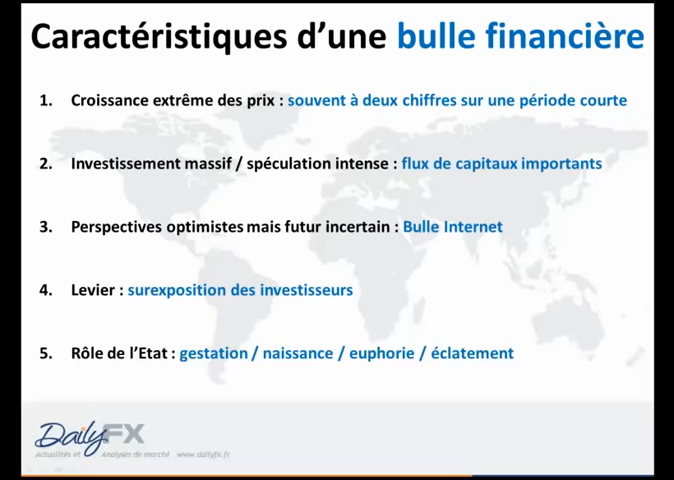 Caractéristiques d’une bulle financière
1. Croissance extrême des prix : souvent à deux chiffres sur une période courte
2. Investissement massif / spéculation intense : flux de capitaux importants
3. Perspectives optimistes mais futur incertain : Bulle Internet
4. Levier : surexposition des investisseurs
5. Rôle de l’Etat : gestation / naissance / euphorie / éclatement
DailyFX
Actualités et Analyses de marché www.dailyfx.fr